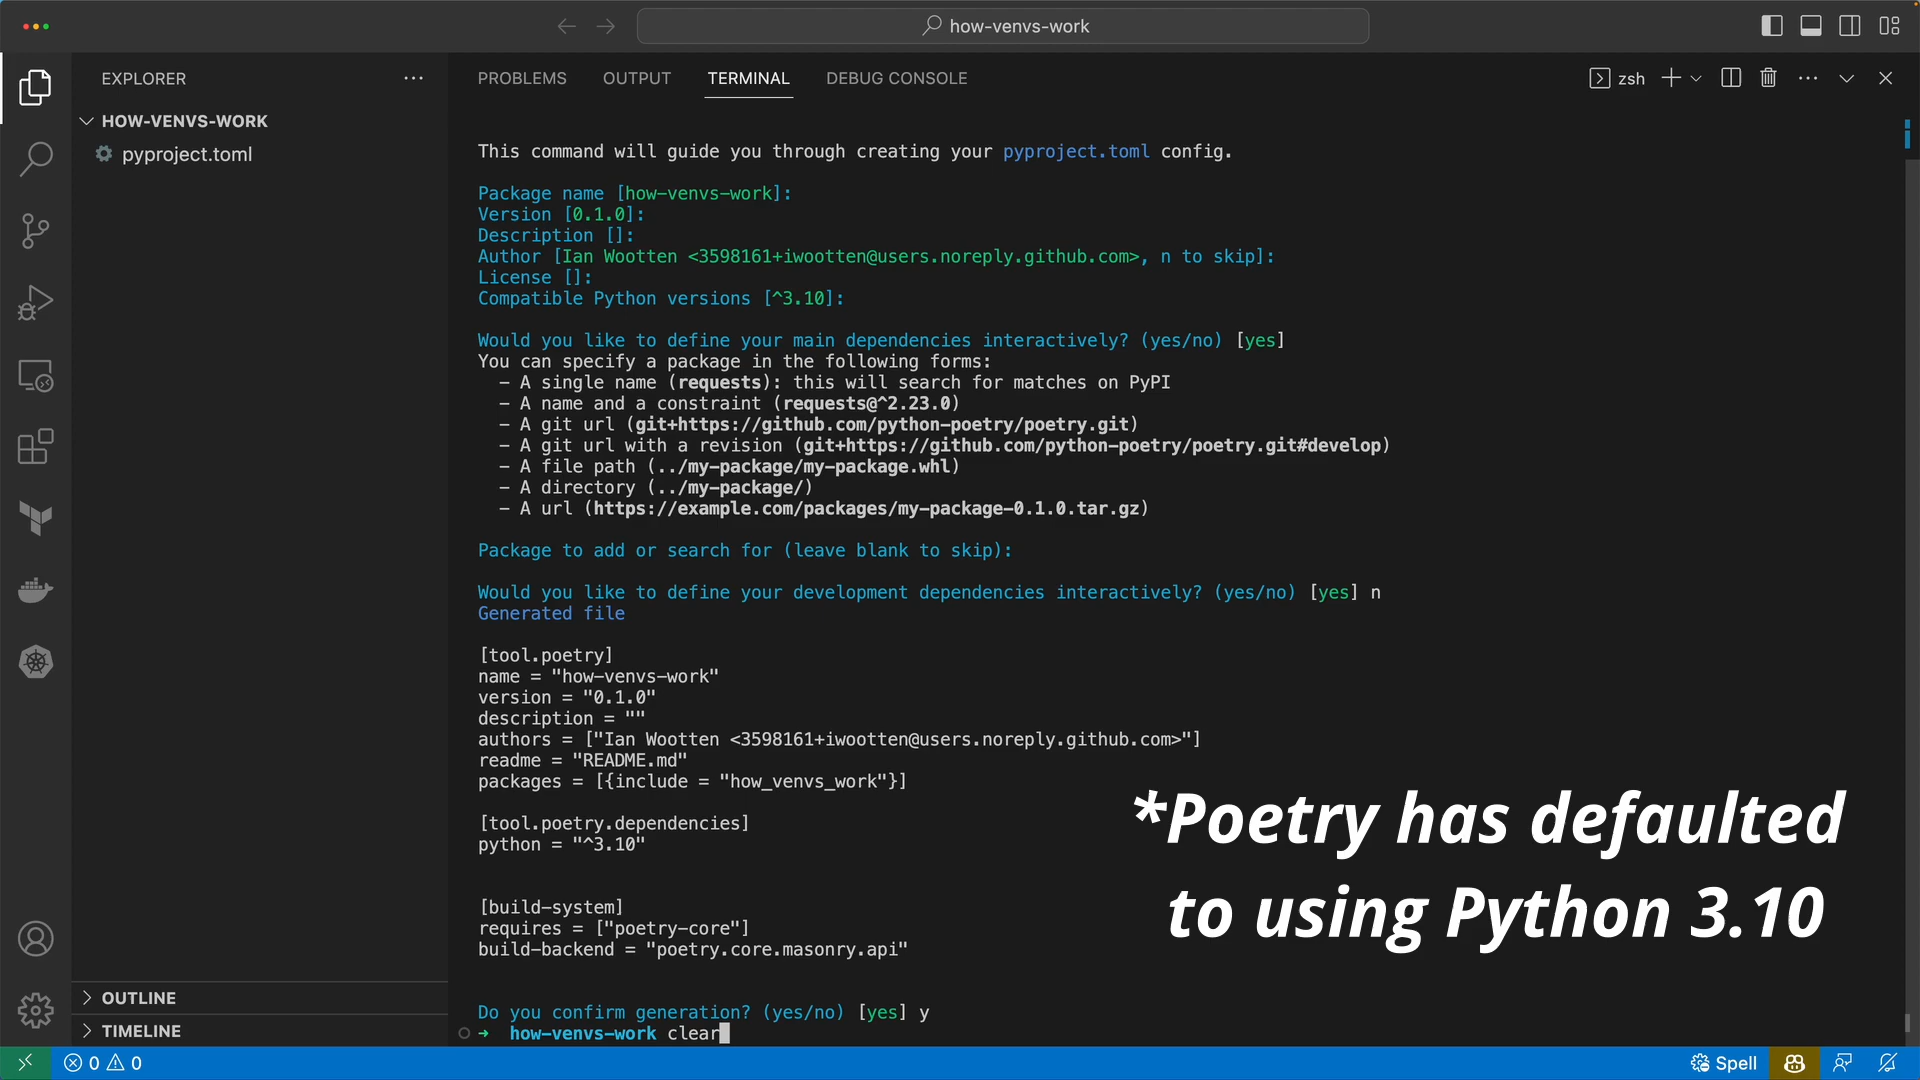 how-venvs-work
EXPLORER
HOW-VENVS-WORK
pyproject.toml
OUTLINE
TIMELINE
PROBLEMS OUTPUT TERMINAL DEBUG CONSOLE
zsh
This command will guide you through creating your pyproject.toml config.
Package name [how-venvs-work]:
Version [0.1.0]:
Description []:
Author [Ian Wootten <3598161+iwootten@users.noreply.github.com>, n to skip]:
License []:
Compatible Python versions [^3.10]:
Would you like to define your main dependencies interactively? (yes/no) [yes]
You can specify a package in the following forms:
– A single name (requests): this will search for matches on PyPI
– A name and a constraint (requests@^2.23.0)
– A git url (git+https://github.com/python-poetry/poetry.git)
– A git url with a revision (git+https://github.com/python-poetry/poetry.git#develop)
– A file path (../my-package/my-package.whl)
– A directory (../my-package/)
– A url (https://example.com/packages/my-package-0.1.0.tar.gz)
Package to add or search for (leave blank to skip):
Would you like to define your development dependencies interactively? (yes/no) [yes] n
Generated file
[tool.poetry]
name = "how-venvs-work"
version = "0.1.0"
description = ""
authors = ["Ian Wootten <3598161+iwootten@users.noreply.github.com>"]
readme = "README.md"
packages = [{include = "how_venvs_work"}]
[tool.poetry.dependencies]
python = "^3.10"
[build-system]
requires = ["poetry-core"]
build-backend = "poetry.core.masonry.api"
Do you confirm generation? (yes/no) [yes] y
➜ how-venvs-work clear
*Poetry has defaulted
to using Python 3.10
0 0
Spell